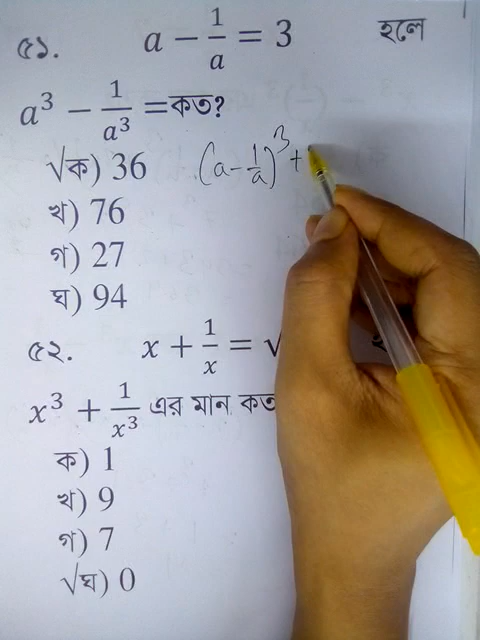 ৫১. a - 1/a = 3 হলে
a³ - 1/a³ = কত?
√ক) 36 (a - 1/a)³ +
খ) 76
গ) 27
ঘ) 94
৫২. x + 1/x = √
x³ + 1/x³ এর মান কত
ক) 1
খ) 9
গ) 7
√ঘ) 0